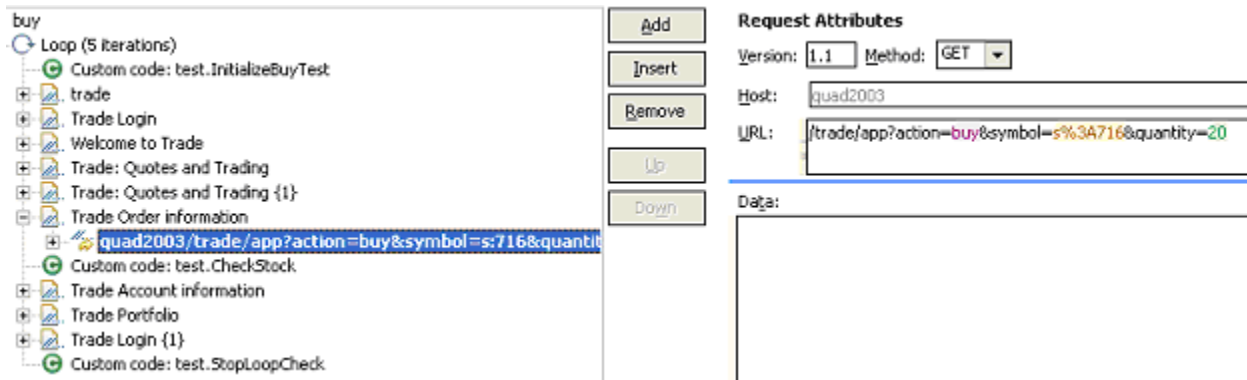 buy
Loop (5 iterations)
Custom code: test.InitializeBuyTest
trade
Trade Login
Welcome to Trade
Trade: Quotes and Trading
Trade: Quotes and Trading {1}
Trade Order information
quad2003/trade/app?action=buy&symbol=s:716&quantit
Custom code: test.CheckStock
Trade Account information
Trade Portfolio
Trade Login {1}
Custom code: test.StopLoopCheck
Add
Insert
Remove
Up
Down
Request Attributes
Version: 1.1 Method: GET
Host: quad2003
URL: /trade/app?action=buy&symbol=s%3A716&quantity=20
Data: